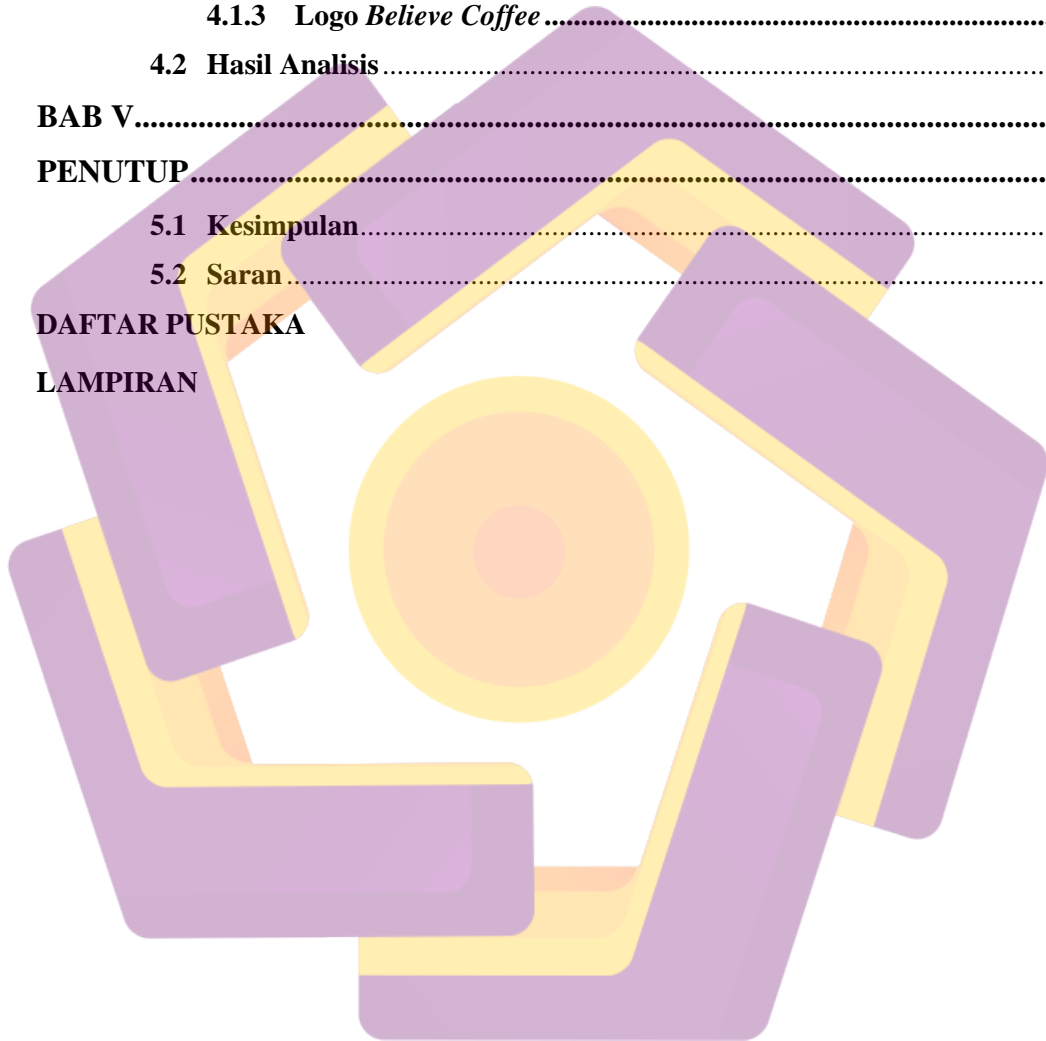 4.1.3 Logo Believe Coffee........................................................................
4.2 Hasil Analisis........................................................................
BAB V........................................................................
PENUTUP........................................................................
5.1 Kesimpulan........................................................................
5.2 Saran........................................................................
DAFTAR PUSTAKA
LAMPIRAN